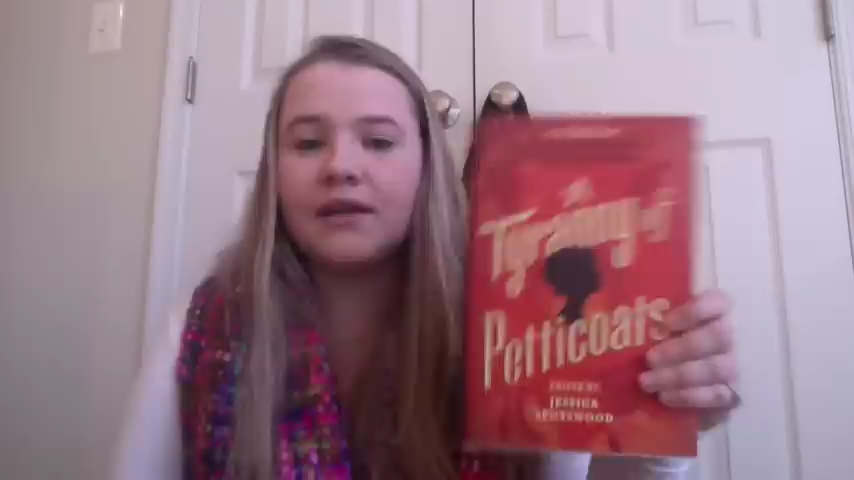 A
Tyranny of
Petticoats
EDITED BY
JESSICA
SPOTSWOOD